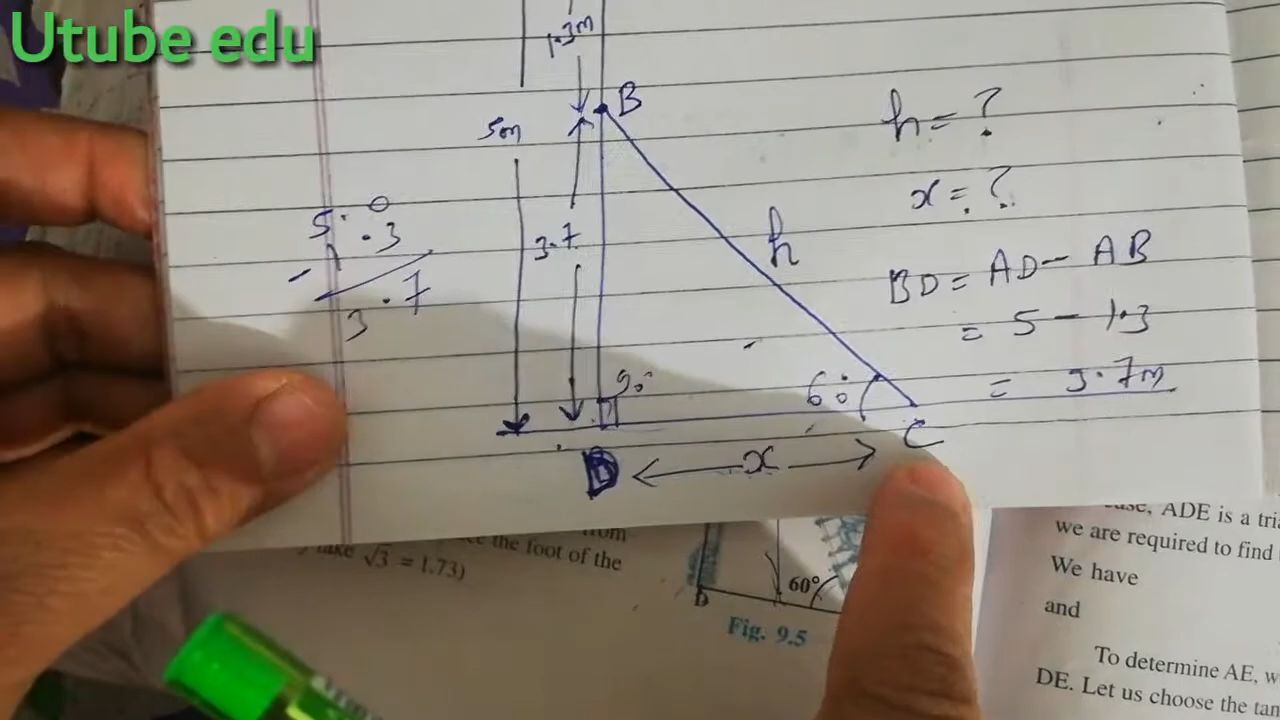 Utube edu
1.3m
B
5m
h = ?
x = ?
5.0
- 1.3
3.7
3.7
h
BD = AD - AB
= 5 - 1.3
= 3.7m
90°
60°
C
D
x
from
the foot of the
take √3 = 1.73)
D
60°
Fig. 9.5
ADE is a
we are required to find
We have
and
To determine AE,
DE. Let us choose the